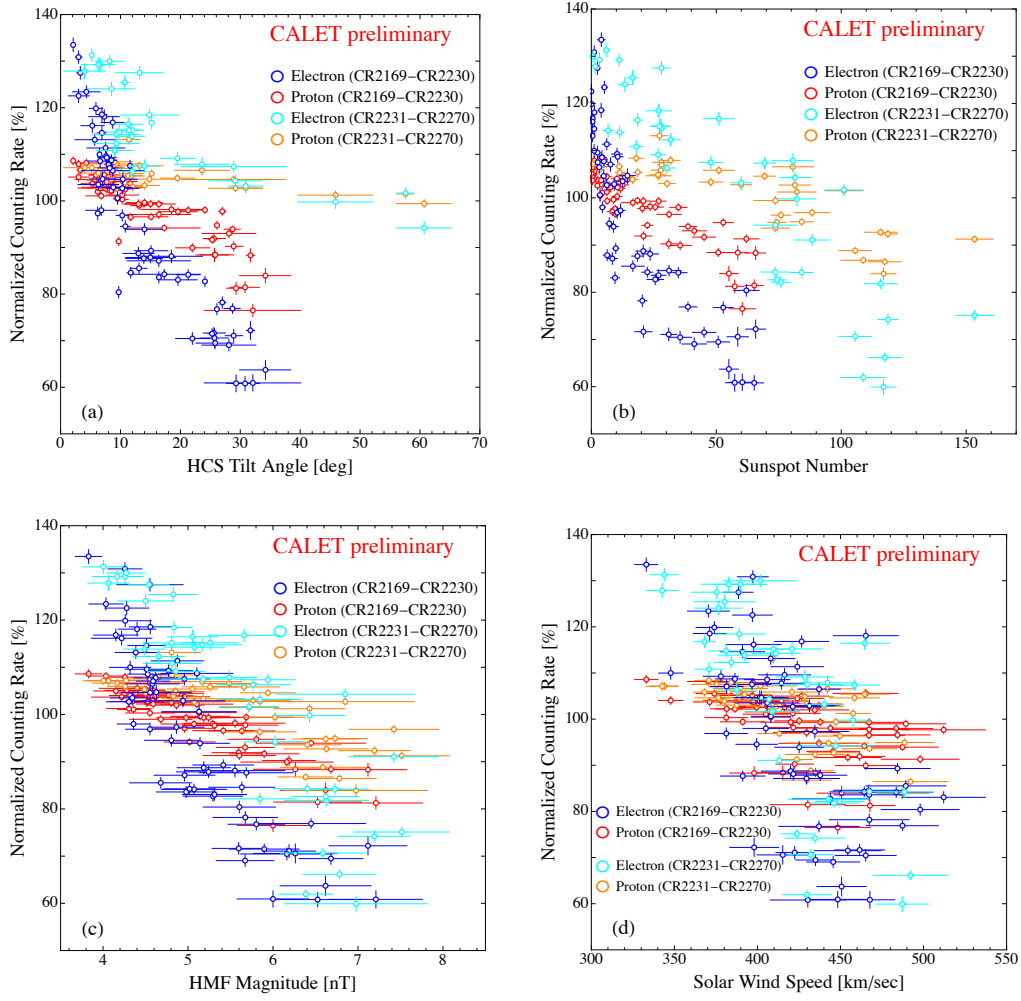 140
120
100
80
60
Normalized Counting Rate [%]
CALET preliminary
Electron (CR2169−CR2230)
Proton (CR2169−CR2230)
Electron (CR2231−CR2270)
Proton (CR2231−CR2270)
(a)
0 10 20 30 40 50 60 70
HCS Tilt Angle [deg]
140
120
100
80
60
Normalized Counting Rate [%]
CALET preliminary
Electron (CR2169−CR2230)
Proton (CR2169−CR2230)
Electron (CR2231−CR2270)
Proton (CR2231−CR2270)
(b)
0 50 100 150
Sunspot Number
140
120
100
80
60
Normalized Counting Rate [%]
CALET preliminary
Electron (CR2169−CR2230)
Proton (CR2169−CR2230)
Electron (CR2231−CR2270)
Proton (CR2231−CR2270)
(c)
4 5 6 7 8
HMF Magnitude [nT]
140
120
100
80
60
Normalized Counting Rate [%]
CALET preliminary
Electron (CR2169−CR2230)
Proton (CR2169−CR2230)
Electron (CR2231−CR2270)
Proton (CR2231−CR2270)
(d)
300 350 400 450 500 550
Solar Wind Speed [km/sec]